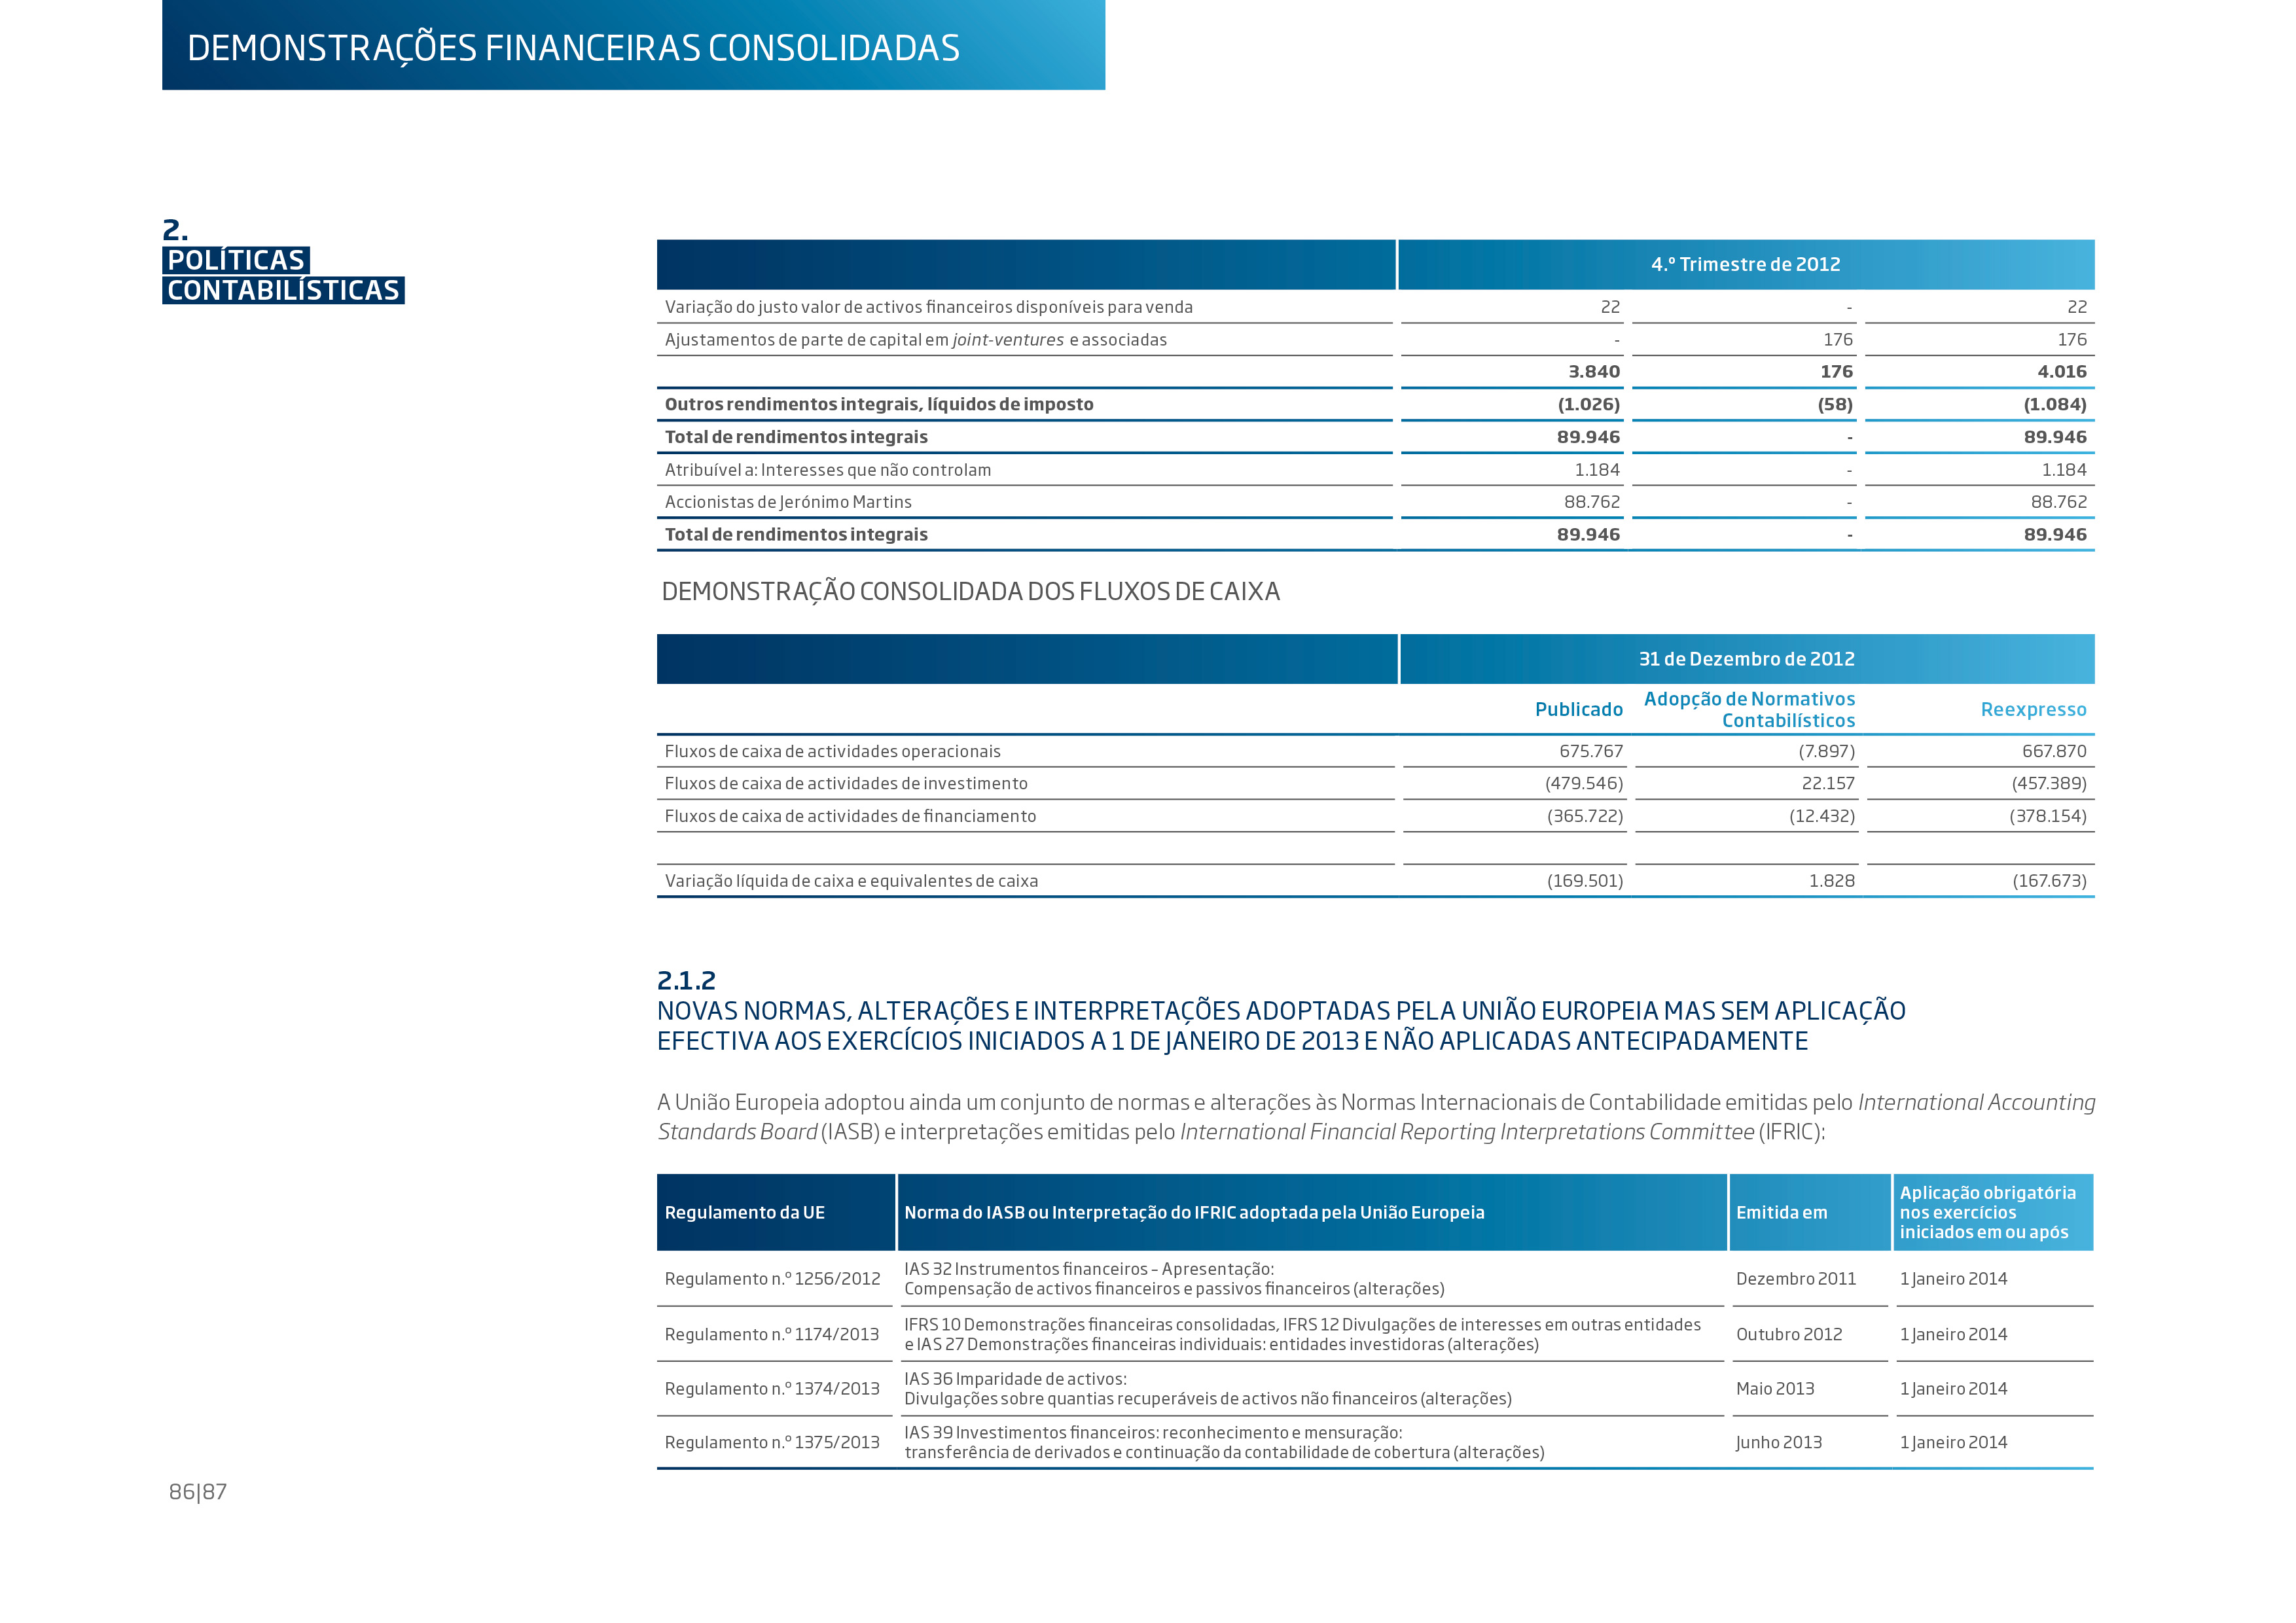 DEMONSTRAÇÕES FINANCEIRAS CONSOLIDADAS
2.
POLÍTICAS
CONTABILÍSTICAS
4.º Trimestre de 2012
Variação do justo valor de activos financeiros disponíveis para venda 22 - 22
Ajustamentos de parte de capital em joint-ventures e associadas - 176 176
3.840 176 4.016
Outros rendimentos integrais, líquidos de imposto (1.026) (58) (1.084)
Total de rendimentos integrais 89.946 - 89.946
Atribuível a: Interesses que não controlam 1.184 - 1.184
Accionistas de Jerónimo Martins 88.762 - 88.762
Total de rendimentos integrais 89.946 - 89.946
DEMONSTRAÇÃO CONSOLIDADA DOS FLUXOS DE CAIXA
31 de Dezembro de 2012
Publicado Adopção de Normativos Contabilísticos Reexpresso
Fluxos de caixa de actividades operacionais 675.767 (7.897) 667.870
Fluxos de caixa de actividades de investimento (479.546) 22.157 (457.389)
Fluxos de caixa de actividades de financiamento (365.722) (12.432) (378.154)
Variação líquida de caixa e equivalentes de caixa (169.501) 1.828 (167.673)
2.1.2
NOVAS NORMAS, ALTERAÇÕES E INTERPRETAÇÕES ADOPTADAS PELA UNIÃO EUROPEIA MAS SEM APLICAÇÃO
EFECTIVA AOS EXERCÍCIOS INICIADOS A 1 DE JANEIRO DE 2013 E NÃO APLICADAS ANTECIPADAMENTE
A União Europeia adoptou ainda um conjunto de normas e alterações às Normas Internacionais de Contabilidade emitidas pelo International Accounting
Standards Board (IASB) e interpretações emitidas pelo International Financial Reporting Interpretations Committee (IFRIC):
Regulamento da UE
Norma do IASB ou Interpretação do IFRIC adoptada pela União Europeia
Emitida em
Aplicação obrigatória
nos exercícios
iniciados em ou após
Regulamento n.º 1256/2012
IAS 32 Instrumentos financeiros – Apresentação:
Compensação de activos financeiros e passivos financeiros (alterações)
Dezembro 2011
1 Janeiro 2014
Regulamento n.º 1174/2013
IFRS 10 Demonstrações financeiras consolidadas, IFRS 12 Divulgações de interesses em outras entidades
e IAS 27 Demonstrações financeiras individuais: entidades investidoras (alterações)
Outubro 2012
1 Janeiro 2014
Regulamento n.º 1374/2013
IAS 36 Imparidade de activos:
Divulgações sobre quantias recuperáveis de activos não financeiros (alterações)
Maio 2013
1 Janeiro 2014
Regulamento n.º 1375/2013
IAS 39 Investimentos financeiros: reconhecimento e mensuração:
transferência de derivados e continuação da contabilidade de cobertura (alterações)
Junho 2013
1 Janeiro 2014
86|87